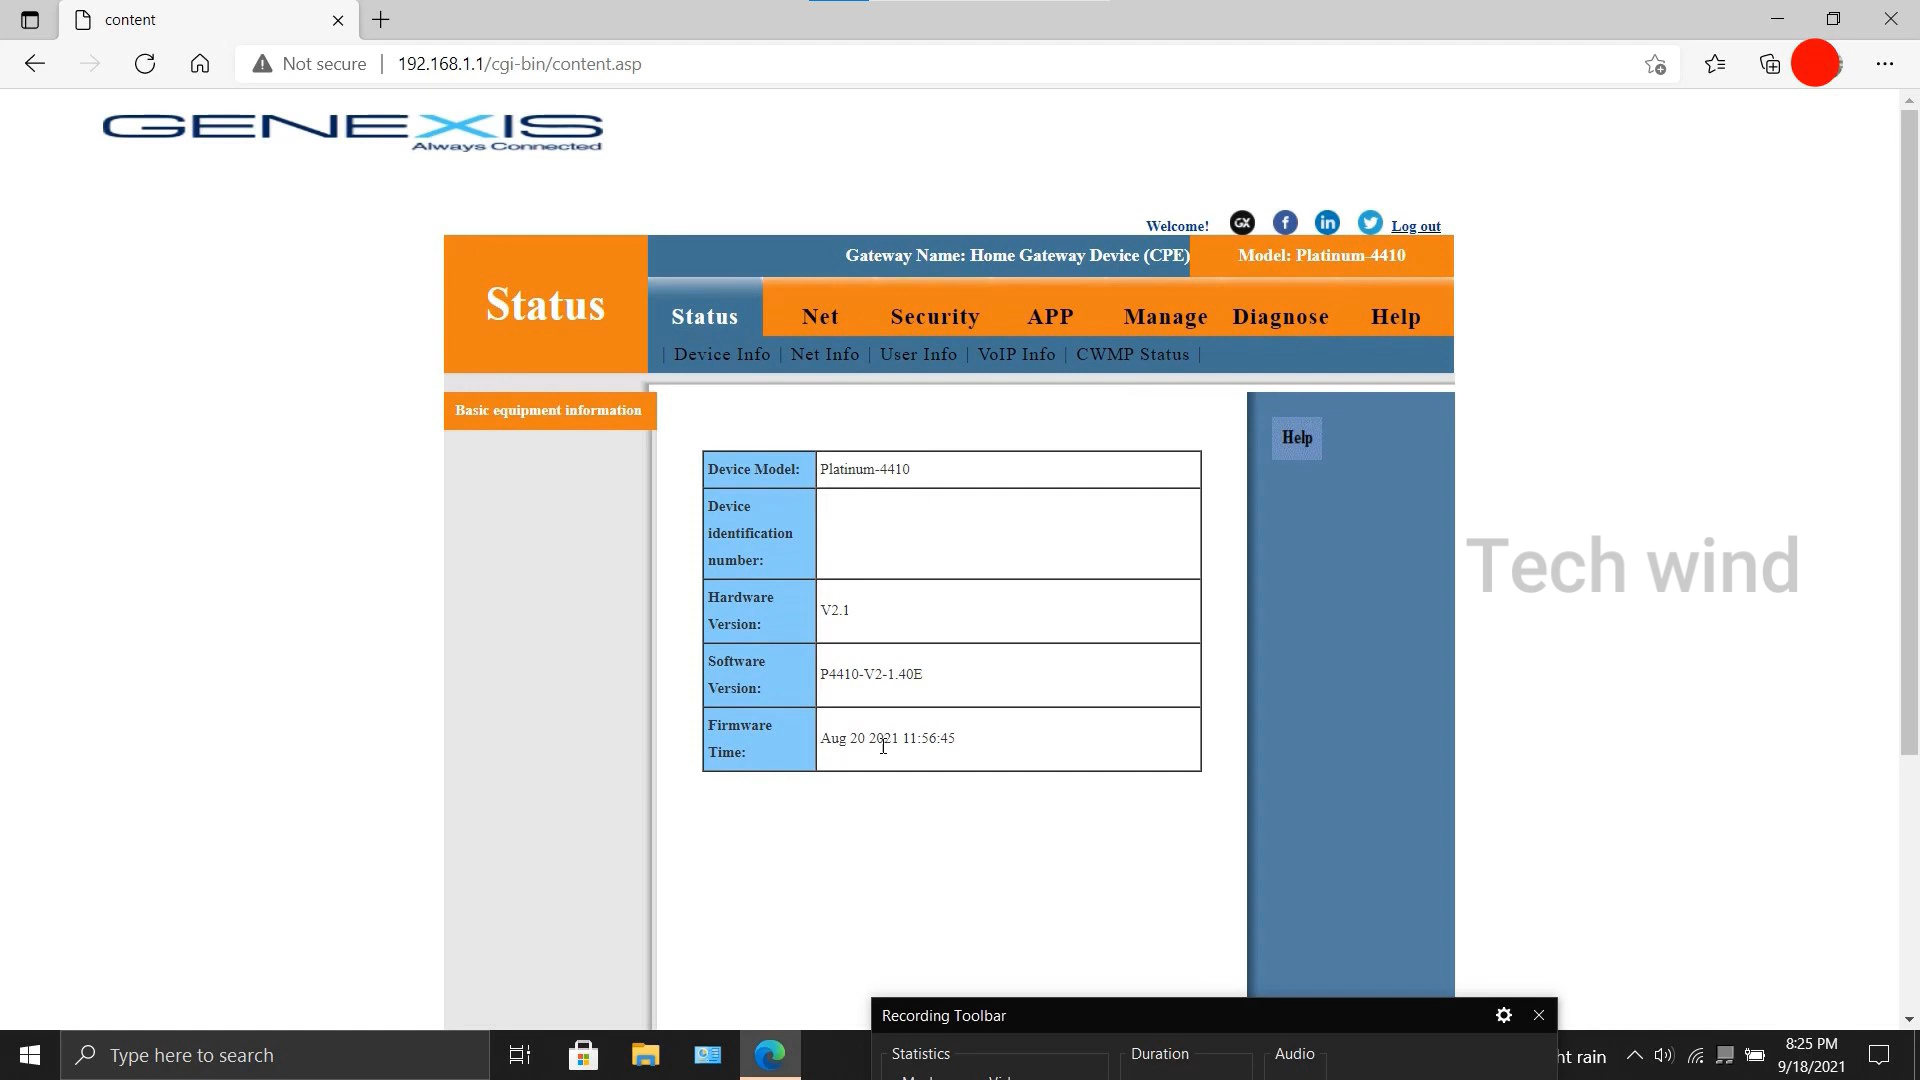 content
Not secure
192.168.1.1/cgi-bin/content.asp
GENEXIS
Always Connected
Welcome!
GX
f
in
Log out
Gateway Name: Home Gateway Device (CPE)
Model: Platinum-4410
Status
Status Net Security APP Manage Diagnose Help
| Device Info | Net Info | User Info | VoIP Info | CWMP Status |
Basic equipment information
Help
Device Model: Platinum-4410
Device
identification
number:
Hardware
Version:
V2.1
Software
Version:
P4410-V2-1.40E
Firmware
Time:
Aug 20 2021 11:56:45
Tech wind
Recording Toolbar
Statistics
Duration
Audio
Type here to search
rain
8:25 PM
9/18/2021